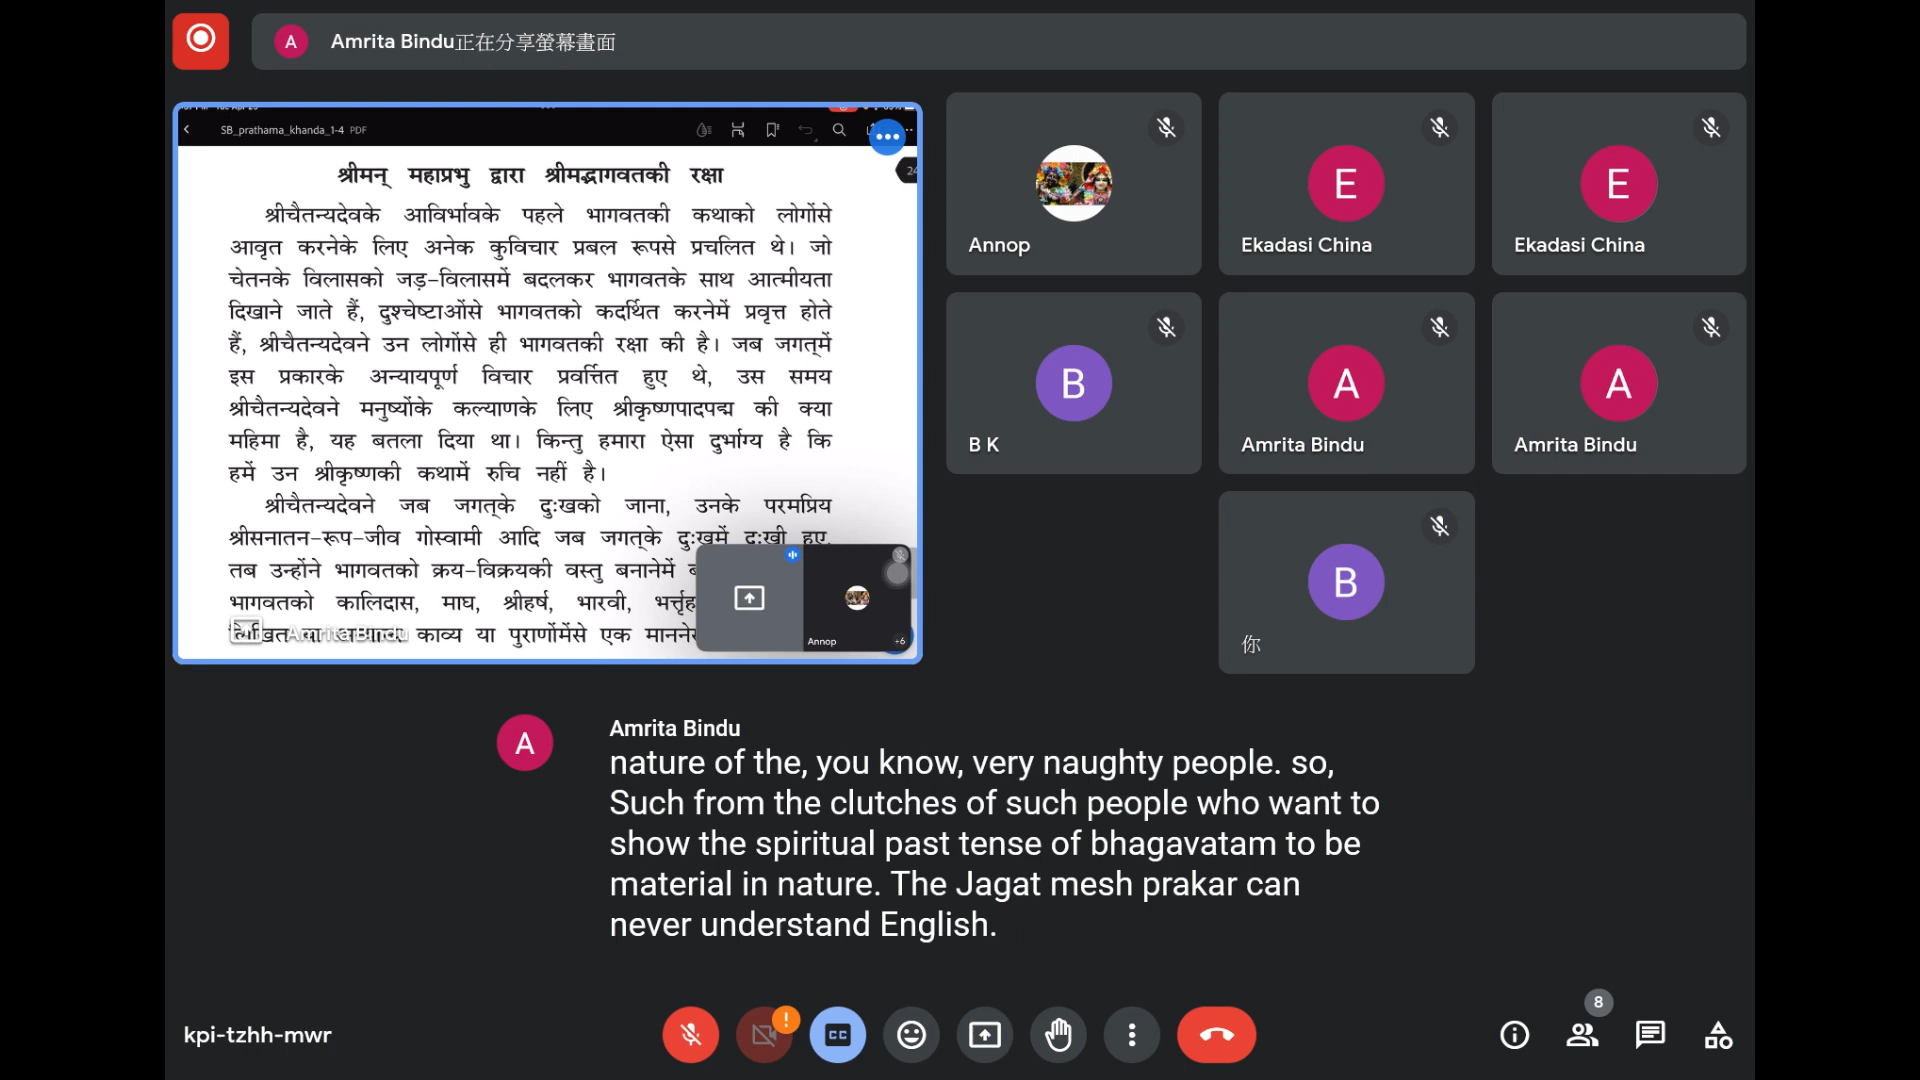 A Amrita Bindu正在分享螢幕畫面
SB_prathama_khanda_1-4 PDF
24
श्रीमन् महाप्रभु द्वारा श्रीमद्भागवतकी रक्षा
श्रीचैतन्यदेवके आविर्भावके पहले भागवतकी कथाको लोगोंसे
आवृत करनेके लिए अनेक कुविचार प्रबल रूपसे प्रचलित थे। जो
चेतनके विलासको जड़-विलासमें बदलकर भागवतके साथ आत्मीयता
दिखाने जाते हैं, दुश्चेष्टाओंसे भागवतको कदर्थित करनेमें प्रवृत्त होते
हैं, श्रीचैतन्यदेवने उन लोगोंसे ही भागवतकी रक्षा की है। जब जगत्‌में
इस प्रकारके अन्यायपूर्ण विचार प्रवर्त्तित हुए थे, उस समय
श्रीचैतन्यदेवने मनुष्योंके कल्याणके लिए श्रीकृष्णपादपद्म की क्या
महिमा है, यह बतला दिया था। किन्तु हमारा ऐसा दुर्भाग्य है कि
हमें उन श्रीकृष्णकी कथामें रुचि नहीं है।
श्रीचैतन्यदेवने जब जगत्‌के दुःखको जाना, उनके परमप्रिय
श्रीसनातन-रूप-जीव गोस्वामी आदि जब जगत्‌के दुःखमें दुःखी हुए,
तब उन्होंने भागवतको क्रय-विक्रयकी वस्तु बनानेमें
भागवतको कालिदास, माघ, श्रीहर्ष, भारवी,
काव्य या पुराणोंमेंसे एक
Amrita Bindu
Annop +6
Annop
E
Ekadasi China
E
Ekadasi China
B
B K
A
Amrita Bindu
A
Amrita Bindu
B
你
A
Amrita Bindu
nature of the, you know, very naughty people. so,
Such from the clutches of such people who want to
show the spiritual past tense of bhagavatam to be
material in nature. The Jagat mesh prakar can
never understand English.
kpi-tzhh-mwr
!
CC
8